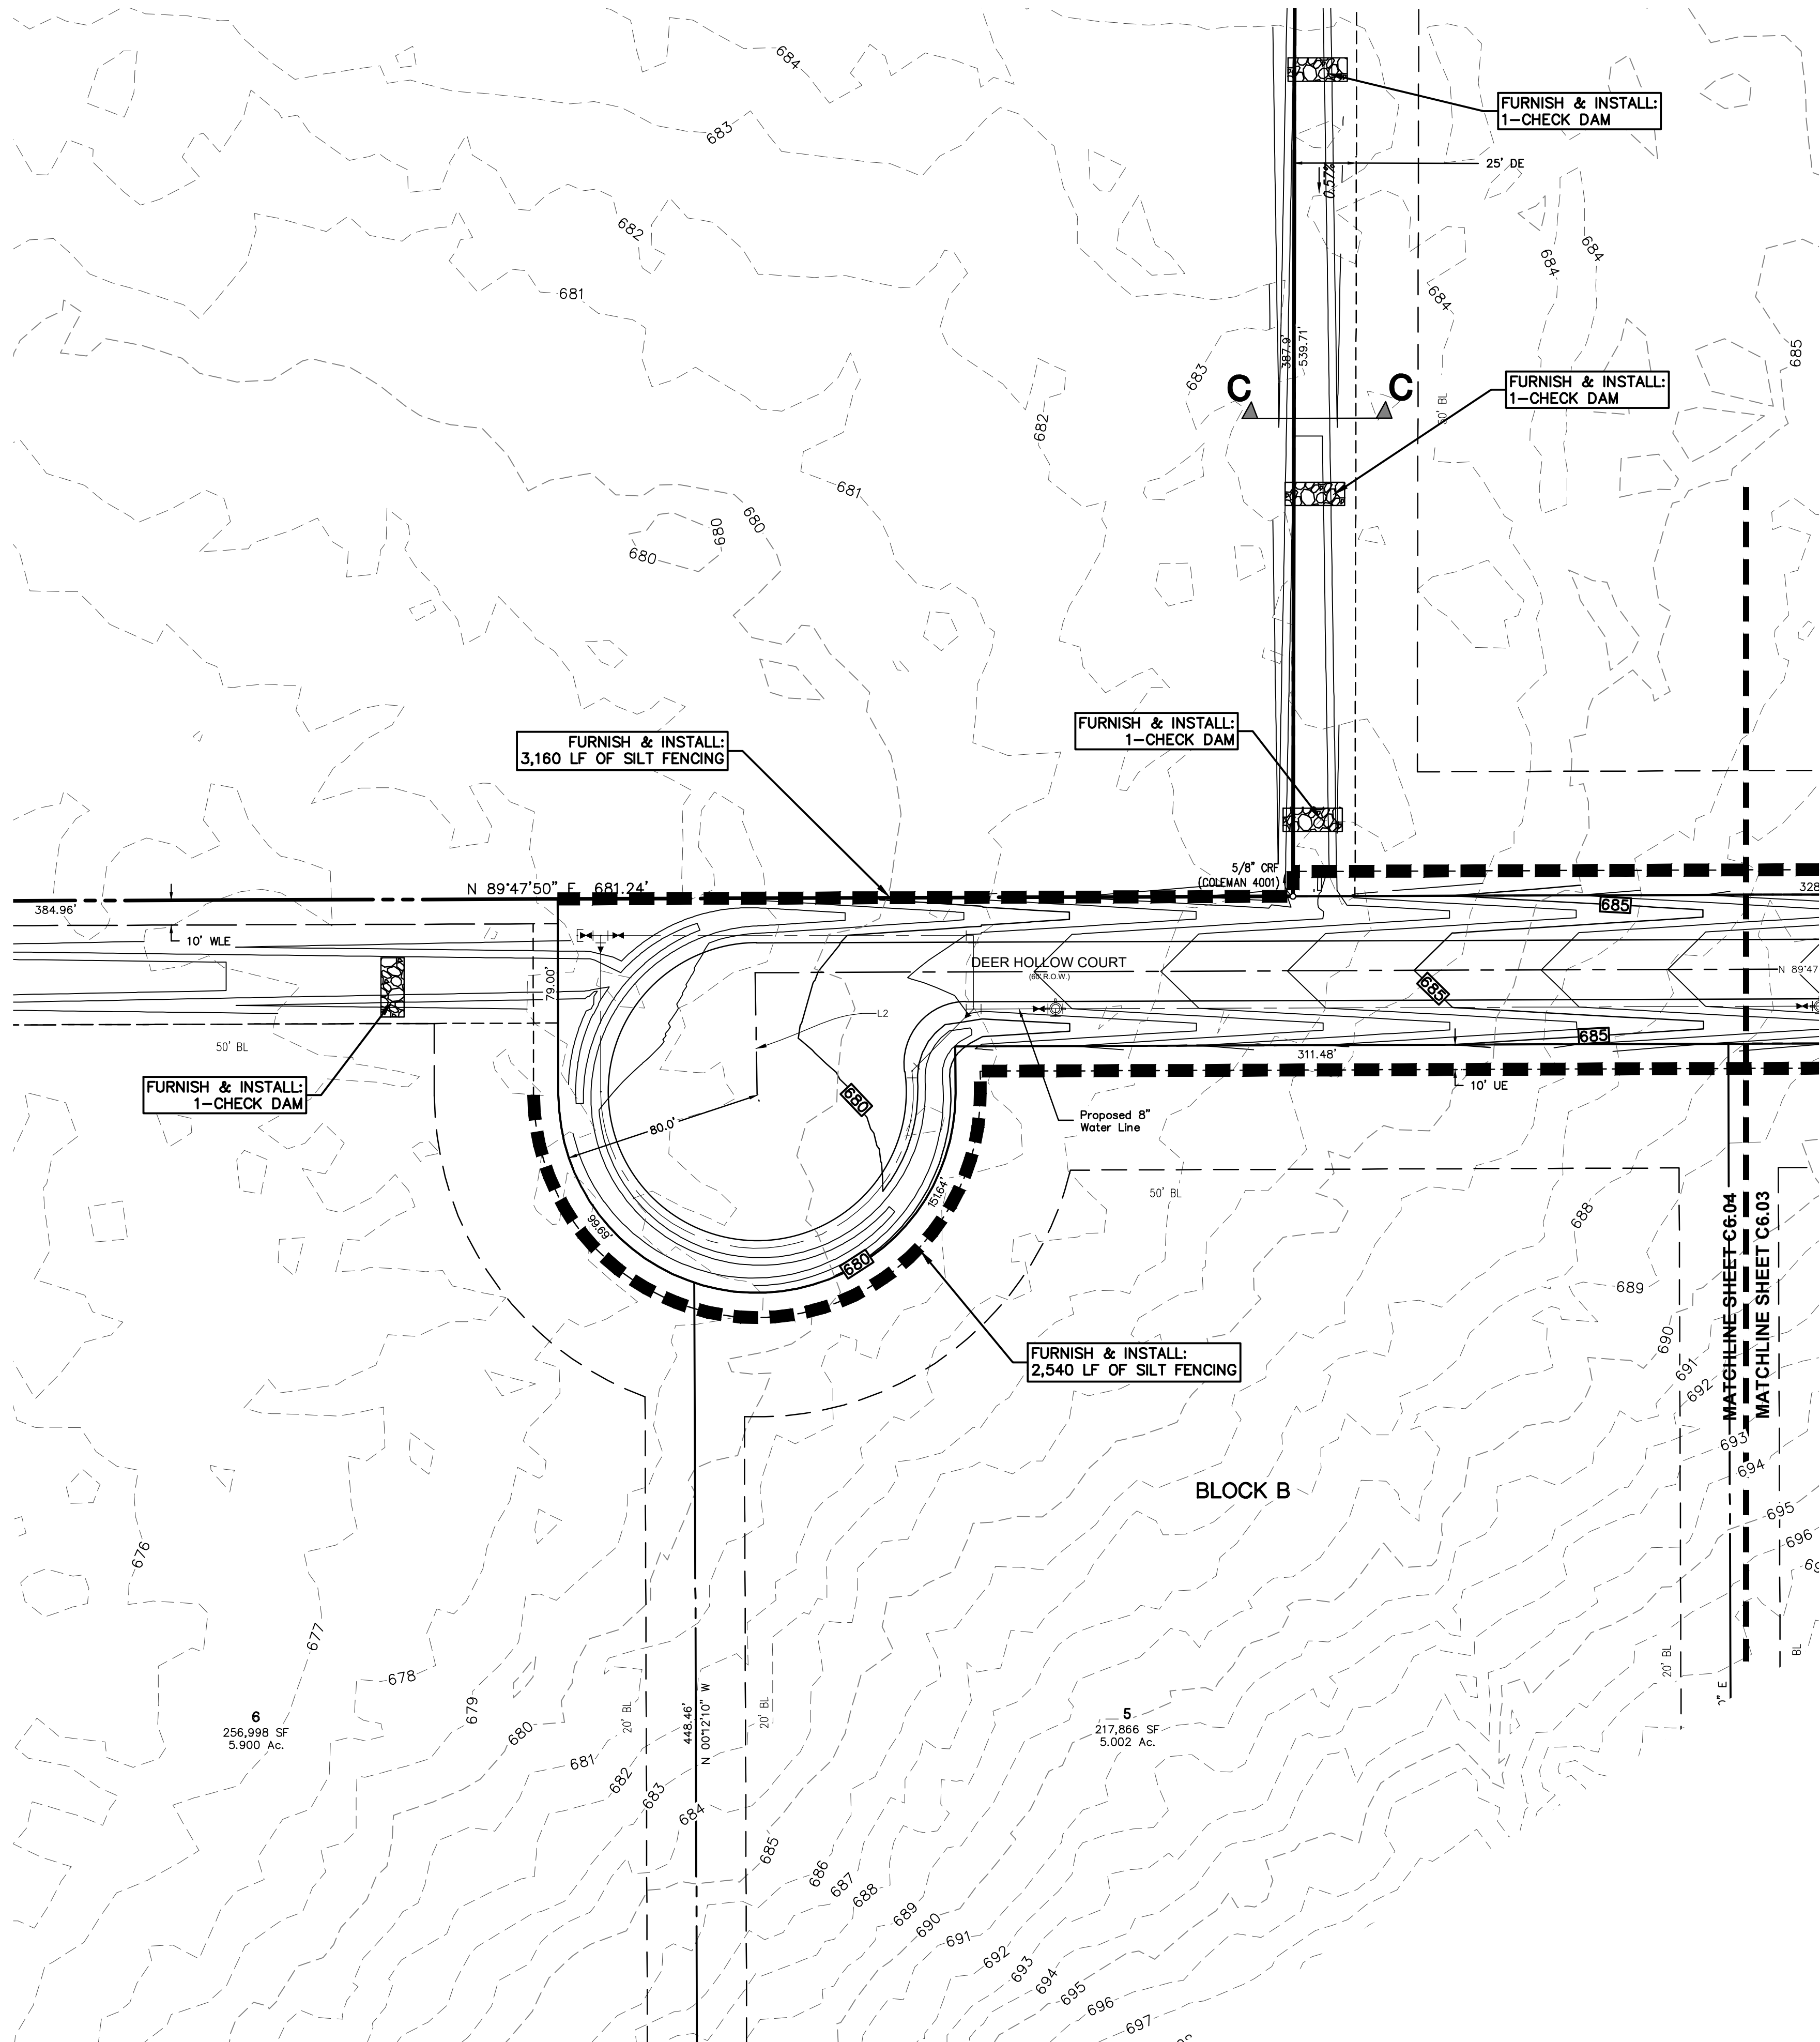 684
FURNISH & INSTALL:
1-CHECK DAM
683
25' DE
0.57%
682
684
684
681
684
387.9'
539.71'
685
683
C
C
FURNISH & INSTALL:
1-CHECK DAM
50' BL
682
681
680
680
680
FURNISH & INSTALL:
3,160 LF OF SILT FENCING
FURNISH & INSTALL:
1-CHECK DAM
5/8" CRF
(COLEMAN 4001)
N 89°47'50" E 681.24'
328
384.96'
685
10' WLE
DEER HOLLOW COURT
(60' R.O.W.)
N 89°47
79.00'
685
L2
685
50' BL
311.48'
FURNISH & INSTALL:
1-CHECK DAM
10' UE
680
Proposed 8"
Water Line
80.0'
50' BL
151.64'
99.69'
680
688
689
MATCHLINE SHEET C6.04
MATCHLINE SHEET C6.03
FURNISH & INSTALL:
2,540 LF OF SILT FENCING
690
691
692
693
694
BLOCK B
695
696
676
677
678
679
20' BL
BL
6
256,998 SF
5.900 Ac.
680
681
682
683
684
20' BL
448.46'
N 00°12'10" W
20' BL
5
217,866 SF
5.002 Ac.
" E
685
686
687
688
689
690
691
692
693
694
695
696
697